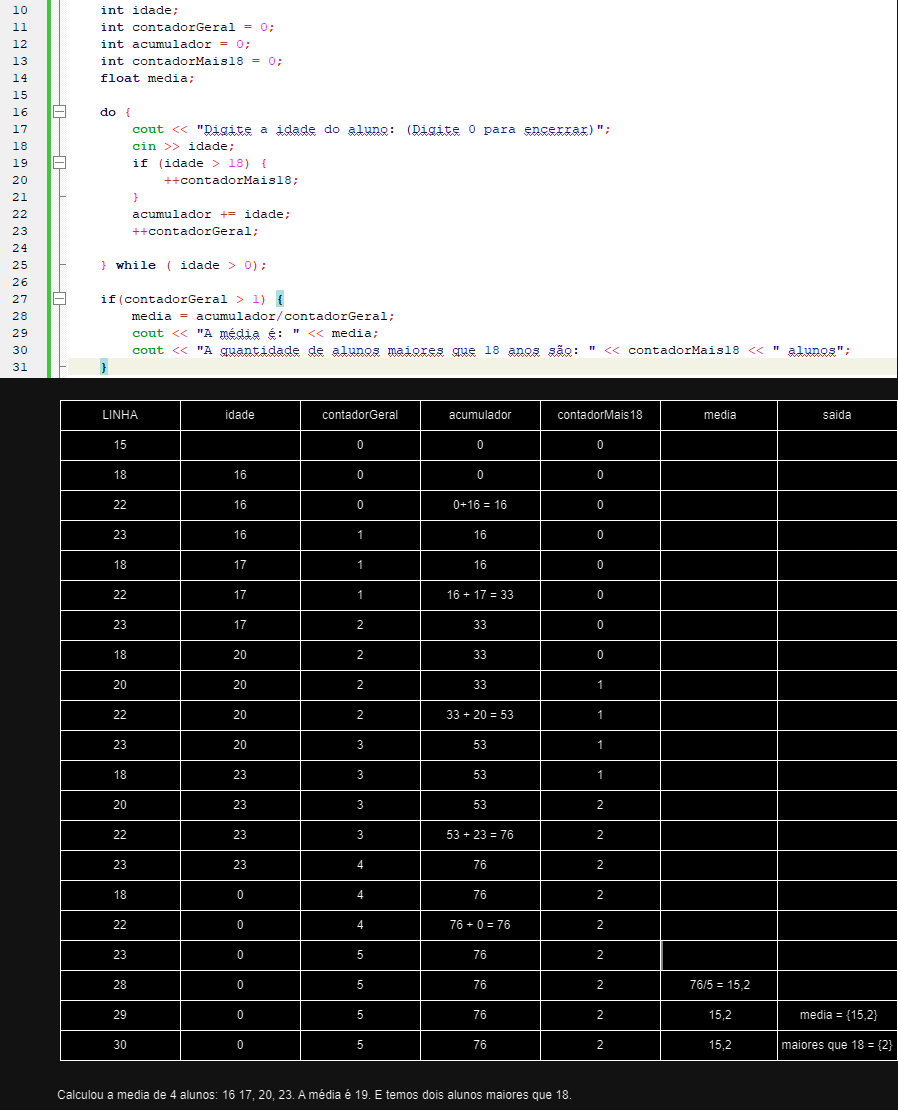 10 int idade;
11 int contadorGeral = 0;
12 int acumulador = 0;
13 int contadorMais18 = 0;
14 float media;
15
16 do {
17 cout << "Digite a idade do aluno: (Digite 0 para encerrar)";
18 cin >> idade;
19 if (idade > 18) {
20 ++contadorMais18;
21 }
22 acumulador += idade;
23 ++contadorGeral;
24
25 } while ( idade > 0);
26
27 if(contadorGeral > 1) {
28 media = acumulador/contadorGeral;
29 cout << "A média é: " << media;
30 cout << "A quantidade de alunos maiores que 18 anos são: " << contadorMais18 << " alunos";
31 }
LINHA idade contadorGeral acumulador contadorMais18 media saida
15 0 0 0
18 16 0 0 0
22 16 0 0+16 = 16 0
23 16 1 16 0
18 17 1 16 0
22 17 1 16 + 17 = 33 0
23 17 2 33 0
18 20 2 33 0
20 20 2 33 1
22 20 2 33 + 20 = 53 1
23 20 3 53 1
18 23 3 53 1
20 23 3 53 2
22 23 3 53 + 23 = 76 2
23 23 4 76 2
18 0 4 76 2
22 0 4 76 + 0 = 76 2
23 0 5 76 2
28 0 5 76 2 76/5 = 15,2
29 0 5 76 2 15,2 media = {15,2}
30 0 5 76 2 15,2 maiores que 18 = {2}
Calculou a media de 4 alunos: 16 17, 20, 23. A média é 19. E temos dois alunos maiores que 18.